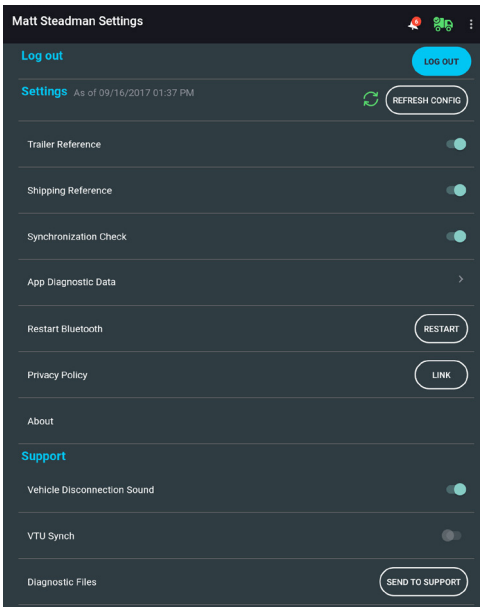 Matt Steadman Settings
6
Log out
LOG OUT
Settings As of 09/16/2017 01:37 PM
REFRESH CONFIG
Trailer Reference
Shipping Reference
Synchronization Check
App Diagnostic Data
Restart Bluetooth
RESTART
Privacy Policy
LINK
About
Support
Vehicle Disconnection Sound
VTU Synch
Diagnostic Files
SEND TO SUPPORT